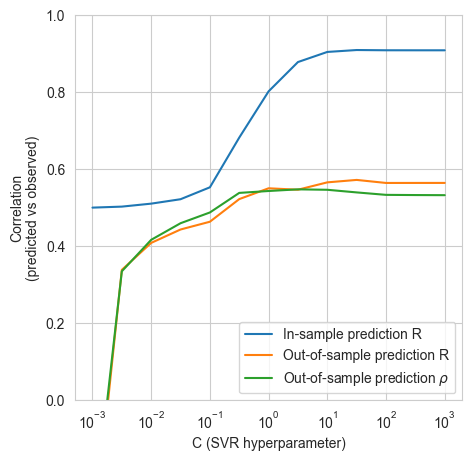 1.0
0.8
0.6
0.4
0.2
0.0
Correlation
(predicted vs observed)
In-sample prediction R
Out-of-sample prediction R
Out-of-sample prediction ρ
10⁻³ 10⁻² 10⁻¹ 10⁰ 10¹ 10² 10³
C (SVR hyperparameter)